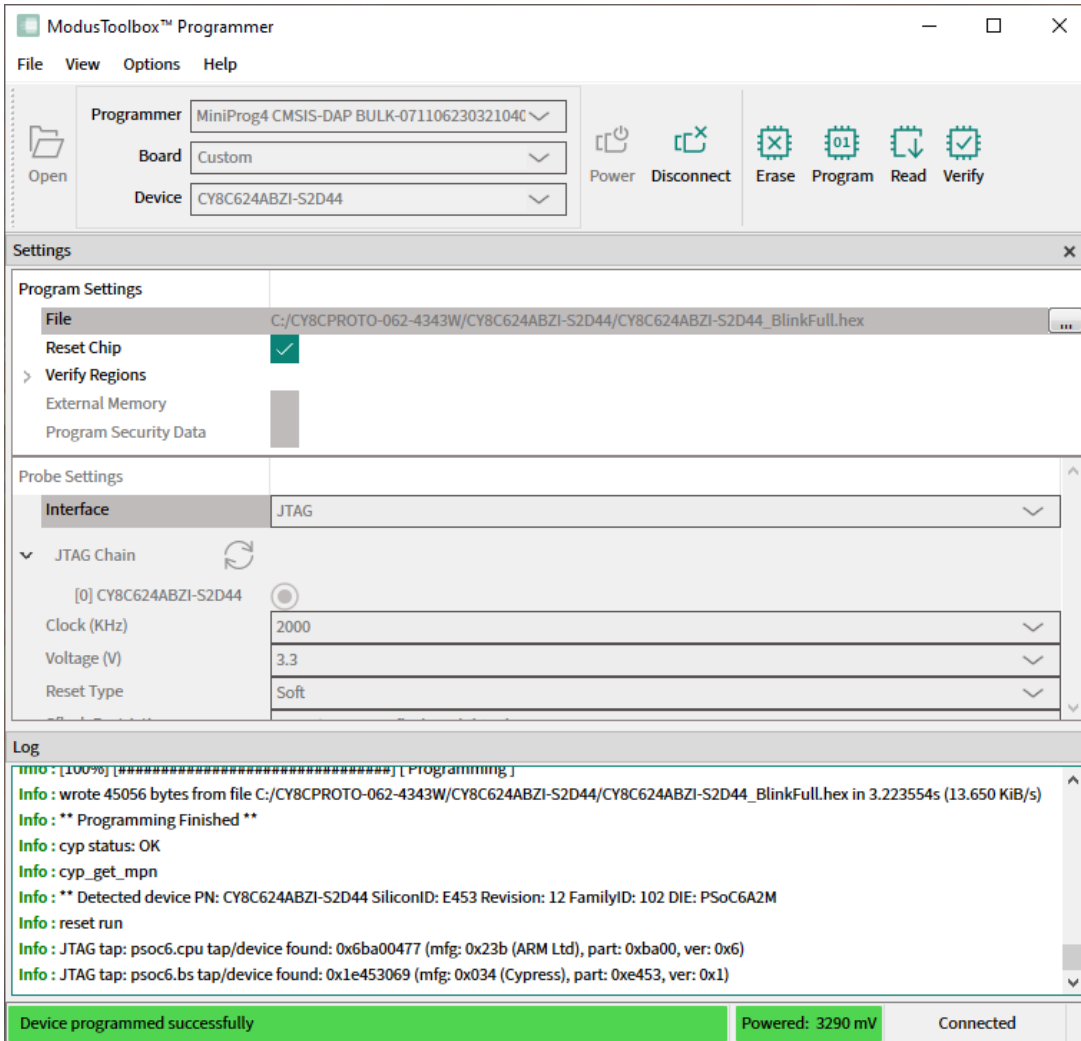 ModusToolbox™ Programmer
File View Options Help
Open
Programmer MiniProg4 CMSIS-DAP BULK-0711062303210400
Board Custom
Device CY8C624ABZI-S2D44
Power Disconnect Erase 01 Program Read Verify
Settings
Program Settings
File C:/CY8CPROTO-062-4343W/CY8C624ABZI-S2D44/CY8C624ABZI-S2D44_BlinkFull.hex ...
Reset Chip
Verify Regions
External Memory
Program Security Data
Probe Settings
Interface JTAG
JTAG Chain
[0] CY8C624ABZI-S2D44
Clock (KHz) 2000
Voltage (V) 3.3
Reset Type Soft
Log
Info : [100%] [################################] [ Programming ]
Info : wrote 45056 bytes from file C:/CY8CPROTO-062-4343W/CY8C624ABZI-S2D44/CY8C624ABZI-S2D44_BlinkFull.hex in 3.223554s (13.650 KiB/s)
Info : ** Programming Finished **
Info : cyp status: OK
Info : cyp_get_mpn
Info : ** Detected device PN: CY8C624ABZI-S2D44 SiliconID: E453 Revision: 12 FamilyID: 102 DIE: PSoC6A2M
Info : reset run
Info : JTAG tap: psoc6.cpu tap/device found: 0x6ba00477 (mfg: 0x23b (ARM Ltd), part: 0xba00, ver: 0x6)
Info : JTAG tap: psoc6.bs tap/device found: 0x1e453069 (mfg: 0x034 (Cypress), part: 0xe453, ver: 0x1)
Device programmed successfully Powered: 3290 mV Connected